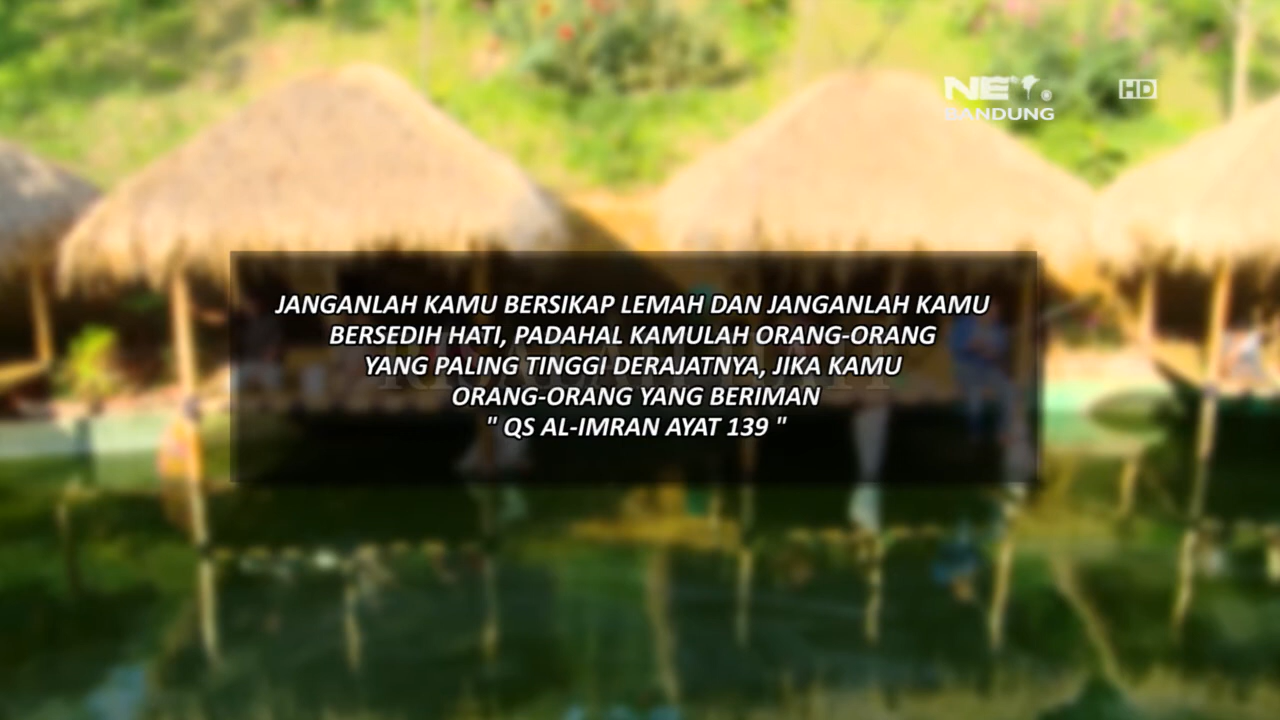 NET.
BANDUNG
HD
JANGANLAH KAMU BERSIKAP LEMAH DAN JANGANLAH KAMU
BERSEDIH HATI, PADAHAL KAMULAH ORANG-ORANG
YANG PALING TINGGI DERAJATNYA, JIKA KAMU
ORANG-ORANG YANG BERIMAN
" QS AL-IMRAN AYAT 139 "